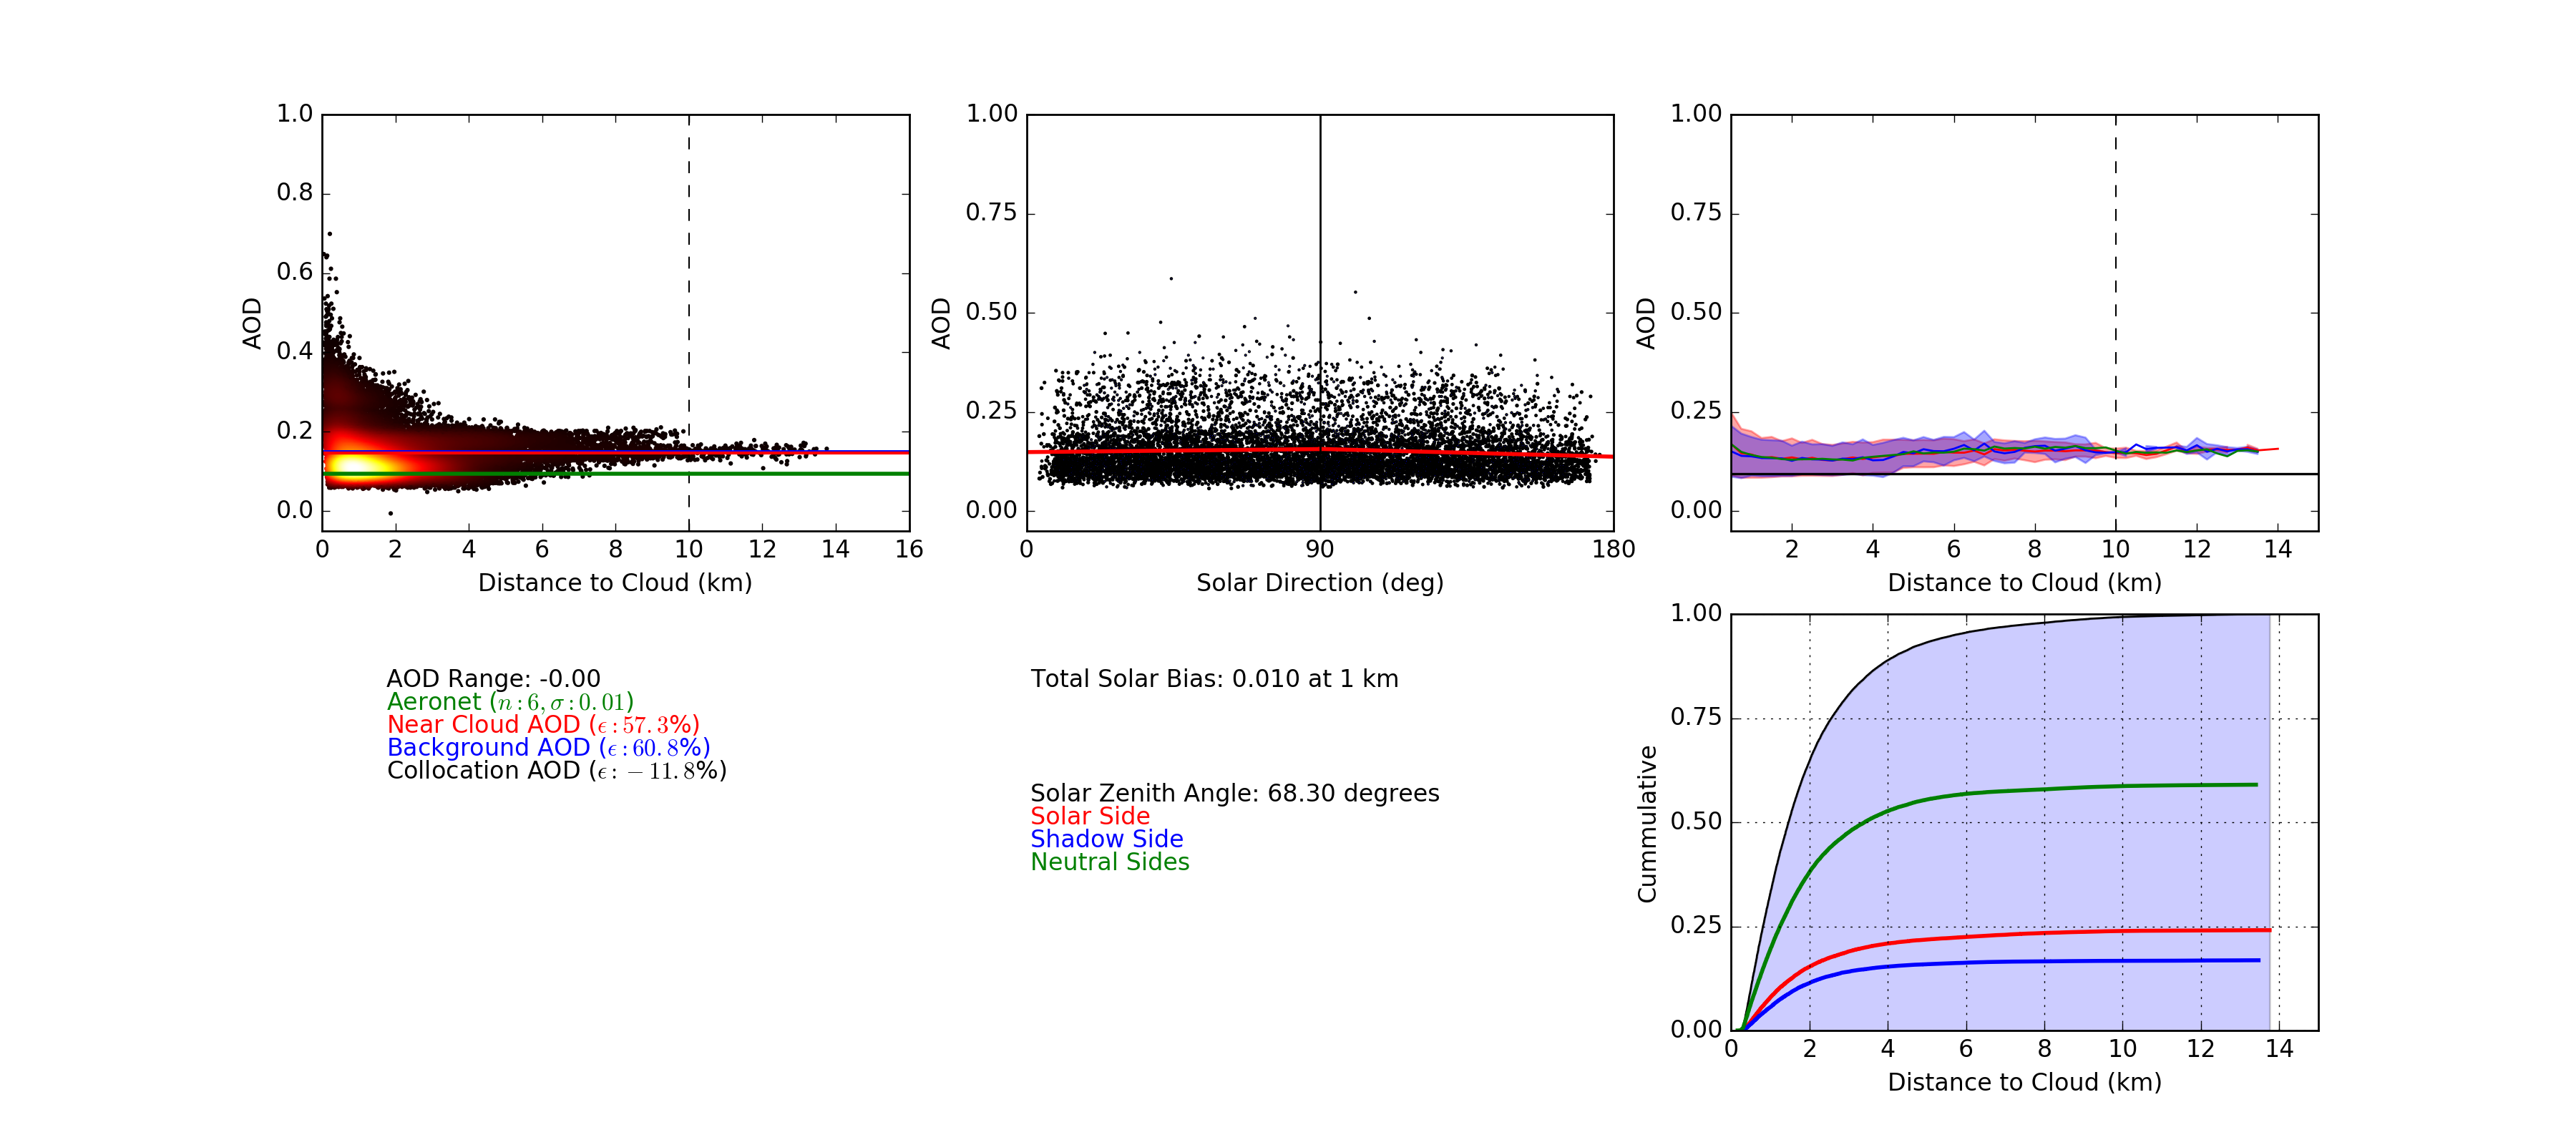 1.0
0.8
0.6
0.4
0.2
0.0
AOD
0 2 4 6 8 10 12 14 16
Distance to Cloud (km)
1.00
0.75
0.50
0.25
0.00
AOD
0 90 180
Solar Direction (deg)
1.00
0.75
0.50
0.25
0.00
AOD
2 4 6 8 10 12 14
Distance to Cloud (km)
AOD Range: -0.00
Aeronet (n : 6, σ : 0.01)
Near Cloud AOD (ϵ : 57.3%)
Background AOD (ϵ : 60.8%)
Collocation AOD (ϵ : −11.8%)
Total Solar Bias: 0.010 at 1 km
Solar Zenith Angle: 68.30 degrees
Solar Side
Shadow Side
Neutral Sides
1.00
0.75
0.50
0.25
0.00
Cummulative
0 2 4 6 8 10 12 14
Distance to Cloud (km)